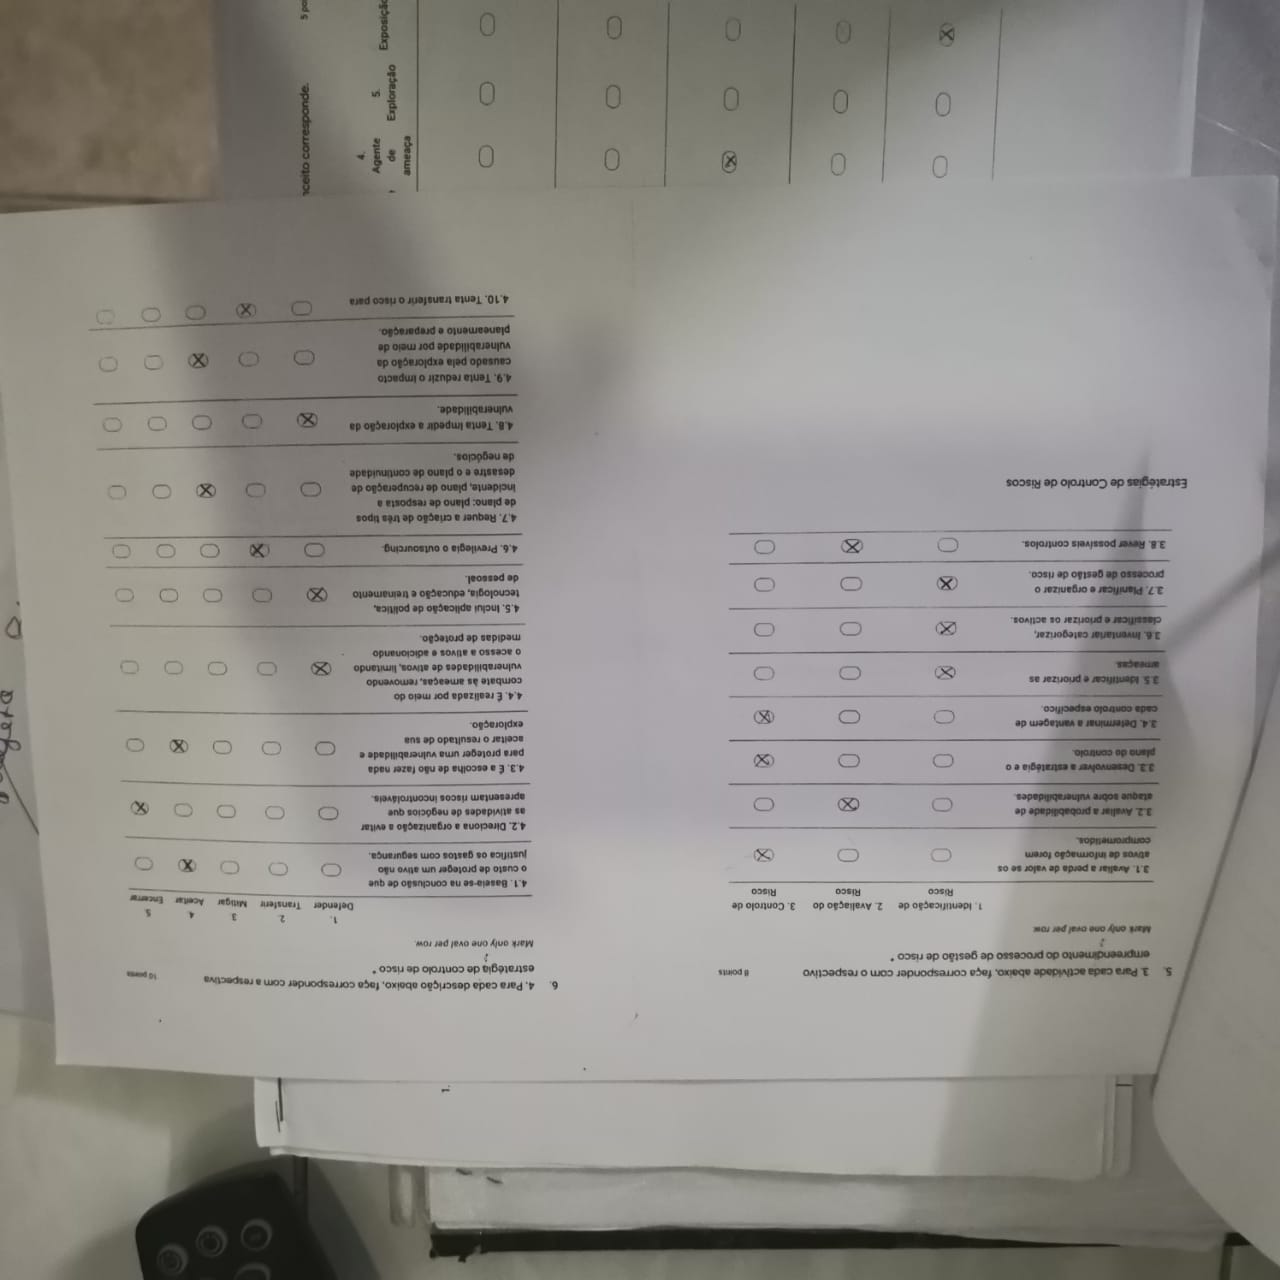 5. 3. Para cada actividade abaixo, faça corresponder com o respectivo
empreendimento do processo de gestão de risco *
8 points
Mark only one oval per row.
1. Identificação de
Risco
2. Avaliação do
Risco
3. Controlo de
Risco
3.1. Avaliar a perda de valor se os
ativos de informação forem
comprometidos.
3.2. Avaliar a probabilidade de
ataque sobre vulnerabilidades.
3.3. Desenvolver a estratégia e o
plano do controlo.
3.4. Determinar a vantagem de
cada controlo específico.
3.5. Identificar e priorizar as
ameaças.
3.6. Inventariar categorizar,
classificar e priorizar os activos.
3.7. Planificar e organizar o
processo de gestão de risco.
3.8. Rever possíveis controlos.
Estratégias de Controlo de Riscos
6. 4. Para cada descrição abaixo, faça corresponder com a respectiva
estratégia de controlo de risco *
10 points
Mark only one oval per row.
1.
Defender
2.
Transferir
3.
Mitigar
4.
Aceitar
5.
Encerrar
4.1. Baseia-se na conclusão de que
o custo de proteger um ativo não
justifica os gastos com segurança.
4.2. Direciona a organização a evitar
as atividades de negócios que
apresentam riscos incontroláveis.
4.3. É a escolha de não fazer nada
para proteger uma vulnerabilidade e
aceitar o resultado de sua
exploração.
4.4. É realizada por meio do
combate às ameaças, removendo
vulnerabilidades de ativos, limitando
o acesso a ativos e adicionando
medidas de proteção.
4.5. Inclui aplicação de política,
tecnologia, educação e treinamento
de pessoal.
4.6. Previlegia o outsourcing.
4.7. Requer a criação de três tipos
de plano: plano de resposta a
incidente, plano de recuperação de
desastre e o plano de continuidade
de negócios.
4.8. Tenta impedir a exploração da
vulnerabilidade.
4.9. Tenta reduzir o impacto
causado pela exploração da
vulnerabilidade por meio de
planeamento e preparação.
4.10. Tenta transferir o risco para
1.
ceito corresponde.
4.
Agente
de
ameaça
5.
Exploração
Exposição